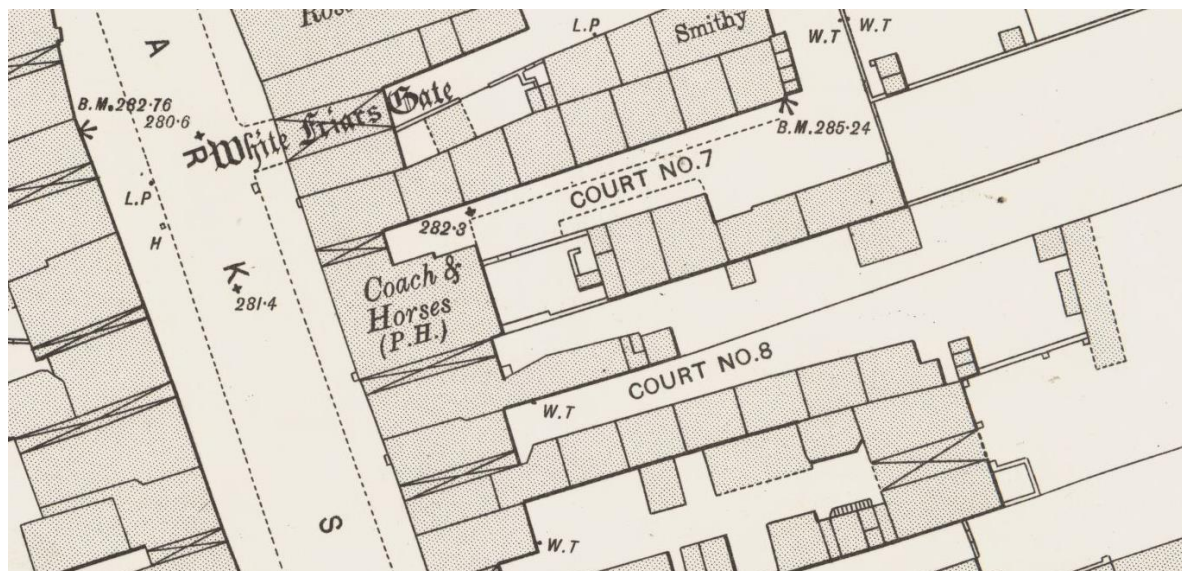 A
R
K
S
L.P
Smithy
W.T
W.T
B.M.282·76
280·6
White Friars Gate
B.M.285·24
COURT NO.7
L.P
H
282·3
281·4
Coach &
Horses
(P.H.)
COURT NO.8
W.T
W.T